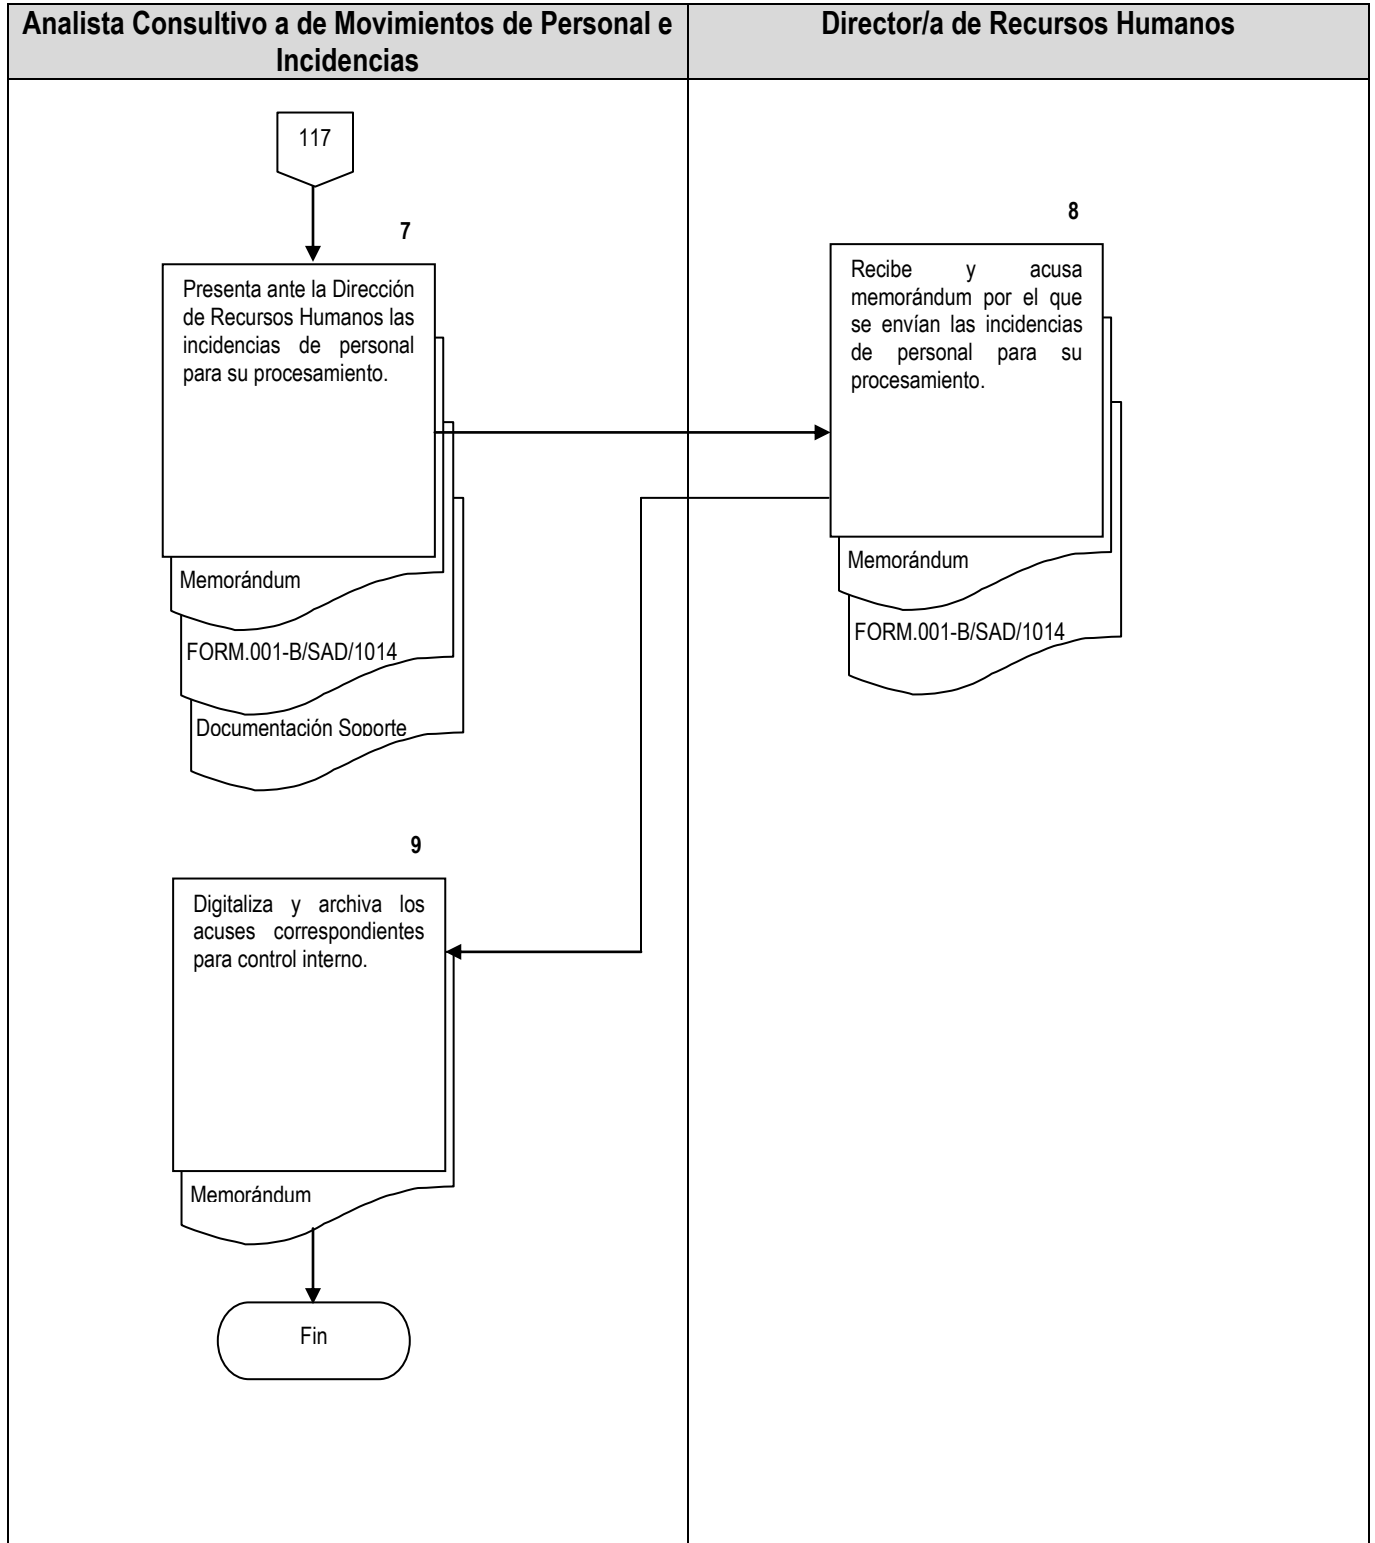 Analista Consultivo a de Movimientos de Personal e
Incidencias
Director/a de Recursos Humanos
117
7
Presenta ante la Dirección
de Recursos Humanos las
incidencias de personal
para su procesamiento.
Memorándum
FORM.001-B/SAD/1014
Documentación Soporte
8
Recibe y acusa
memorándum por el que
se envían las incidencias
de personal para su
procesamiento.
Memorándum
FORM.001-B/SAD/1014
9
Digitaliza y archiva los
acuses correspondientes
para control interno.
Memorándum
Fin